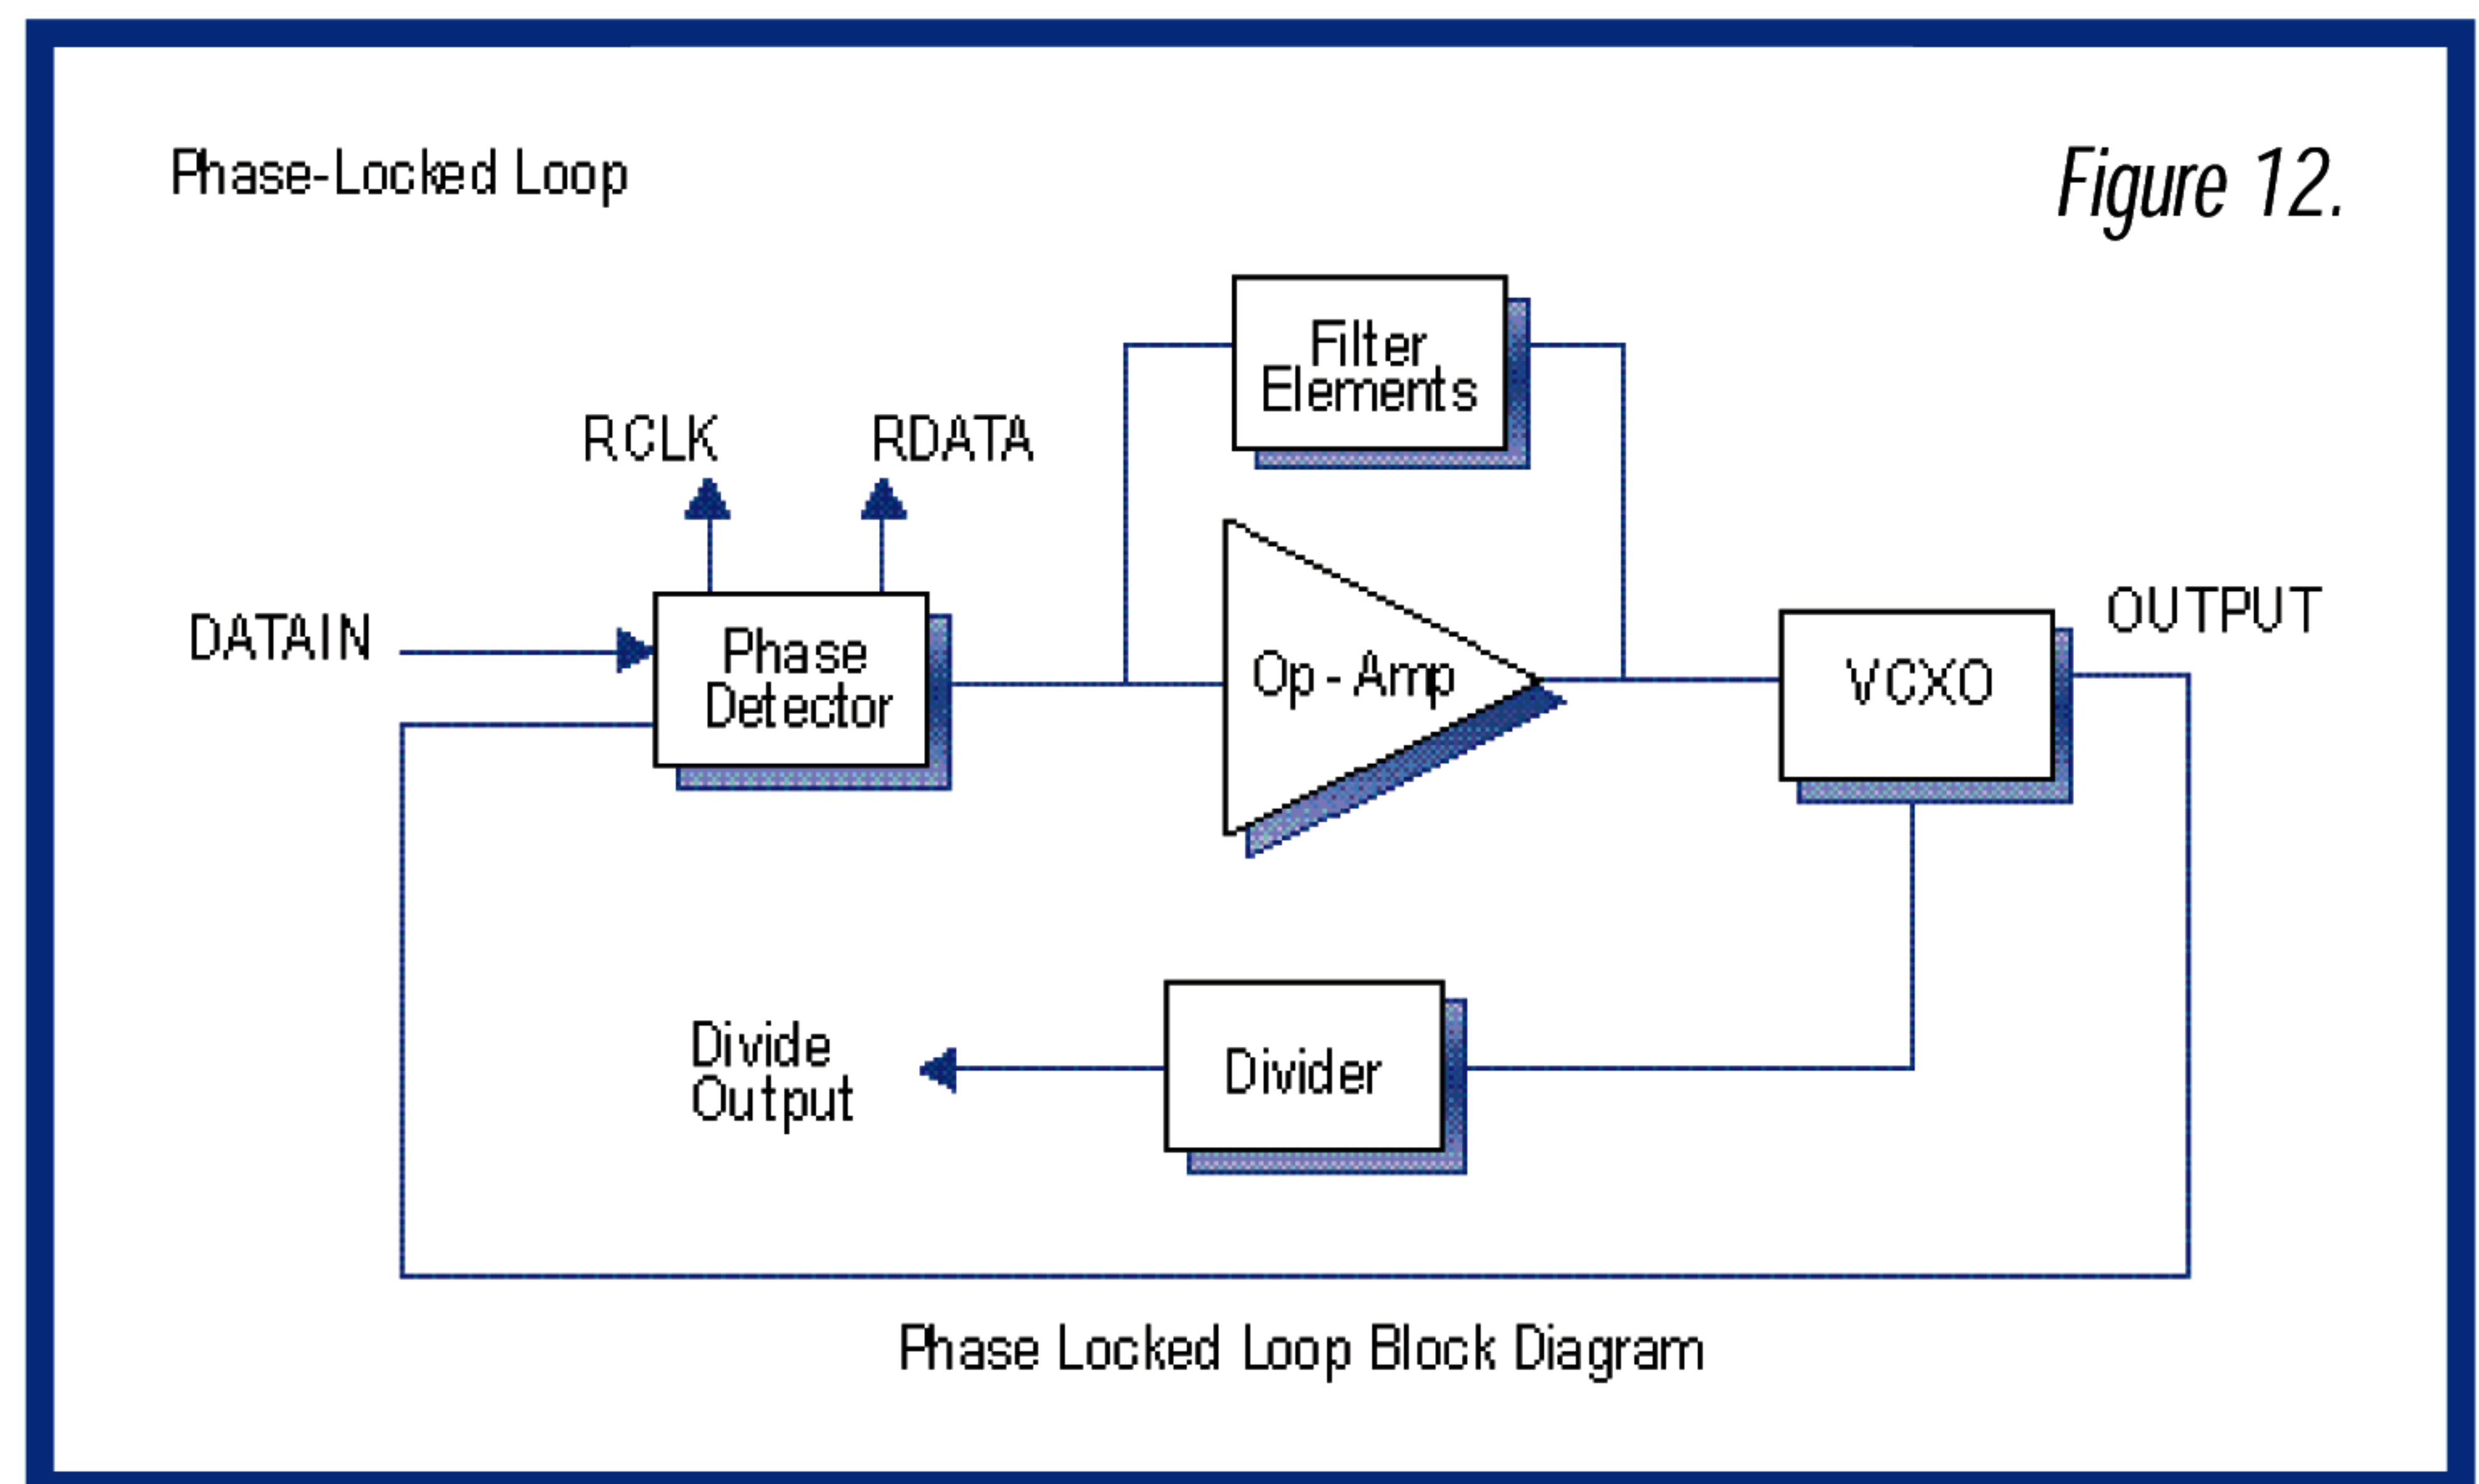 Phase-Locked Loop
Figure 12.
Filter
Elements
RCLK
RDATA
DATAIN
Phase
Detector
Op-Amp
VCXO
OUTPUT
Divide
Output
Divider
Phase Locked Loop Block Diagram